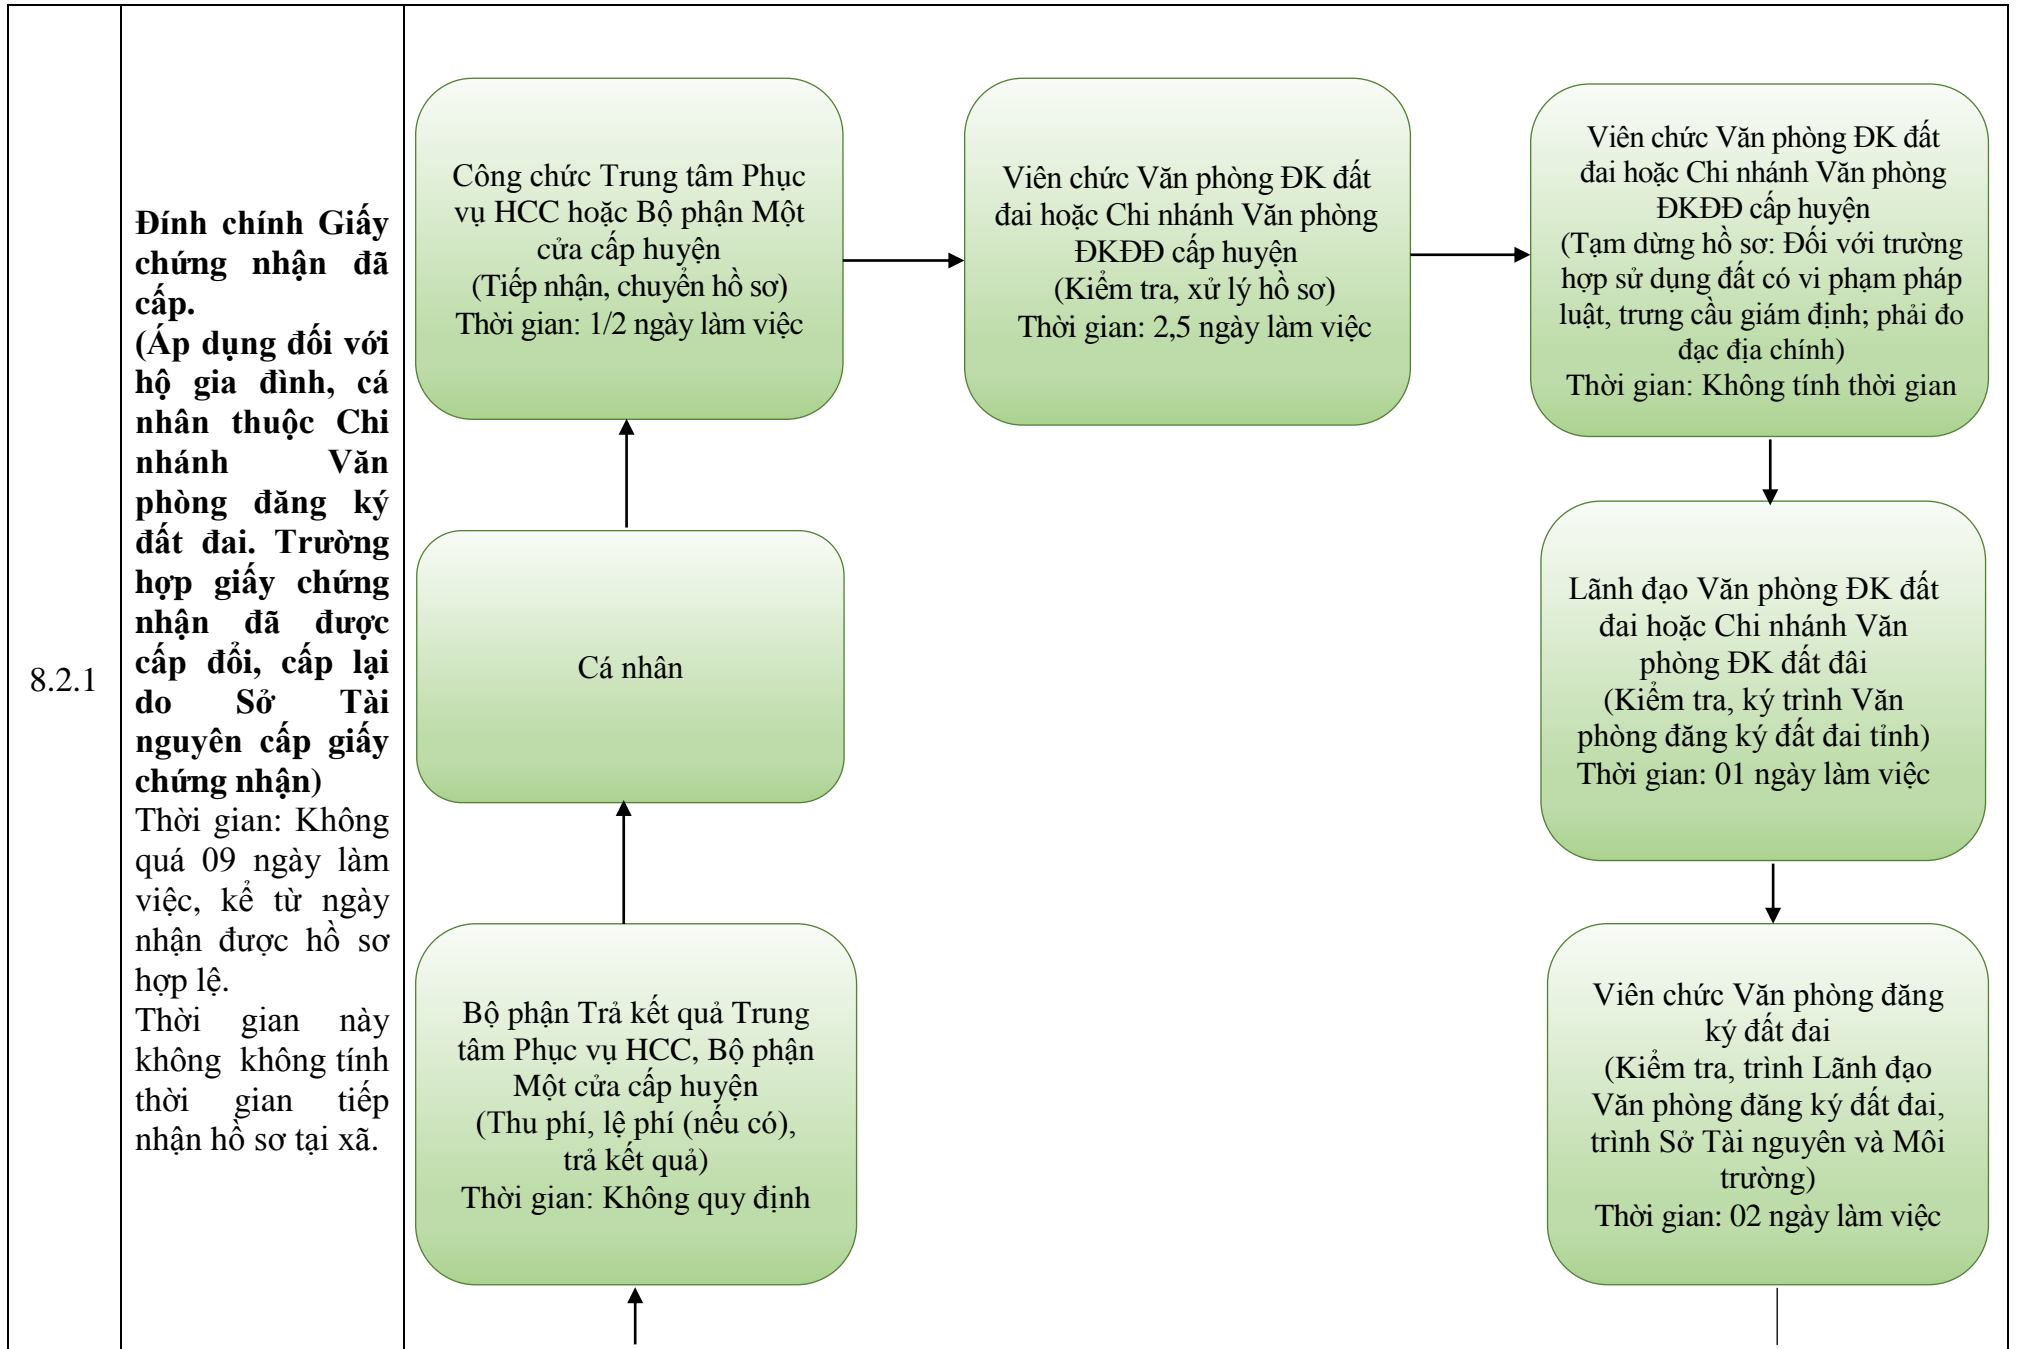 8.2.1
Đính chính Giấy
chứng nhận đã
cấp.
(Áp dụng đối với
hộ gia đình, cá
nhân thuộc Chi
nhánh Văn
phòng đăng ký
đất đai. Trường
hợp giấy chứng
nhận đã được
cấp đổi, cấp lại
do Sở Tài
nguyên cấp giấy
chứng nhận)
Thời gian: Không
quá 09 ngày làm
việc, kể từ ngày
nhận được hồ sơ
hợp lệ.
Thời gian này
không không tính
thời gian tiếp
nhận hồ sơ tại xã.
Công chức Trung tâm Phục
vụ HCC hoặc Bộ phận Một
cửa cấp huyện
(Tiếp nhận, chuyển hồ sơ)
Thời gian: 1/2 ngày làm việc
Viên chức Văn phòng ĐK đất
đai hoặc Chi nhánh Văn phòng
ĐKĐĐ cấp huyện
(Kiểm tra, xử lý hồ sơ)
Thời gian: 2,5 ngày làm việc
Viên chức Văn phòng ĐK đất
đai hoặc Chi nhánh Văn phòng
ĐKĐĐ cấp huyện
(Tạm dừng hồ sơ: Đối với trường
hợp sử dụng đất có vi phạm pháp
luật, trưng cầu giám định; phải đo
đạc địa chính)
Thời gian: Không tính thời gian
Lãnh đạo Văn phòng ĐK đất
đai hoặc Chi nhánh Văn
phòng ĐK đất đâi
(Kiểm tra, ký trình Văn
phòng đăng ký đất đai tỉnh)
Thời gian: 01 ngày làm việc
Viên chức Văn phòng đăng
ký đất đai
(Kiểm tra, trình Lãnh đạo
Văn phòng đăng ký đất đai,
trình Sở Tài nguyên và Môi
trường)
Thời gian: 02 ngày làm việc
Cá nhân
Bộ phận Trả kết quả Trung
tâm Phục vụ HCC, Bộ phận
Một cửa cấp huyện
(Thu phí, lệ phí (nếu có),
trả kết quả)
Thời gian: Không quy định